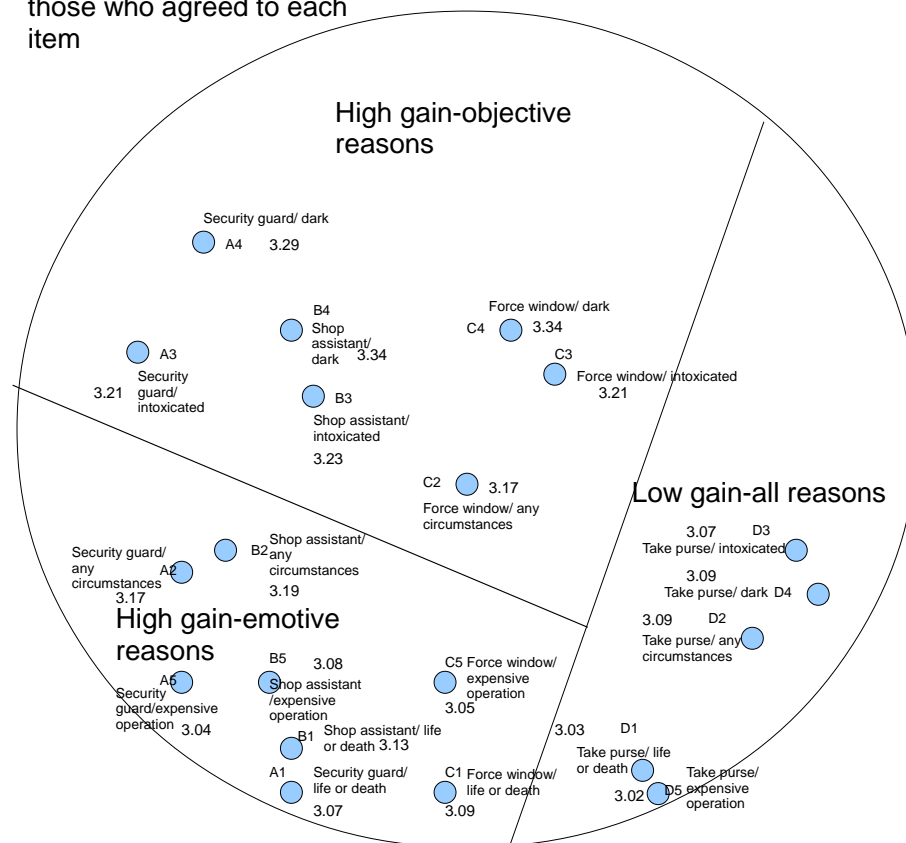 those who agreed to each
item
High gain-objective
reasons
Security guard/ dark
A4 3.29
B4
Shop
assistant/
dark 3.34
Force window/ dark
C4 3.34
C3
Force window/ intoxicated
3.21
A3
Security
guard/
intoxicated
3.21
B3
Shop assistant/
intoxicated
3.23
C2 3.17
Force window/ any
circumstances
Low gain-all reasons
3.07 D3
Take purse/ intoxicated
3.09
Take purse/ dark D4
3.09 D2
Take purse/ any
circumstances
Security guard/
any
circumstances
A2
3.17
B2
Shop assistant/
any
circumstances
3.19
High gain-emotive
reasons
A5
Security
guard/expensive
operation 3.04
B5 3.08
Shop assistant
/expensive
operation
C5 Force window/
expensive
operation
3.05
B1 Shop assistant/ life
or death 3.13
A1 Security guard/
life or death
3.07
C1 Force window/
life or death
3.09
3.03 D1
Take purse/ life
or death
3.02 D5 Take purse/
expensive
operation